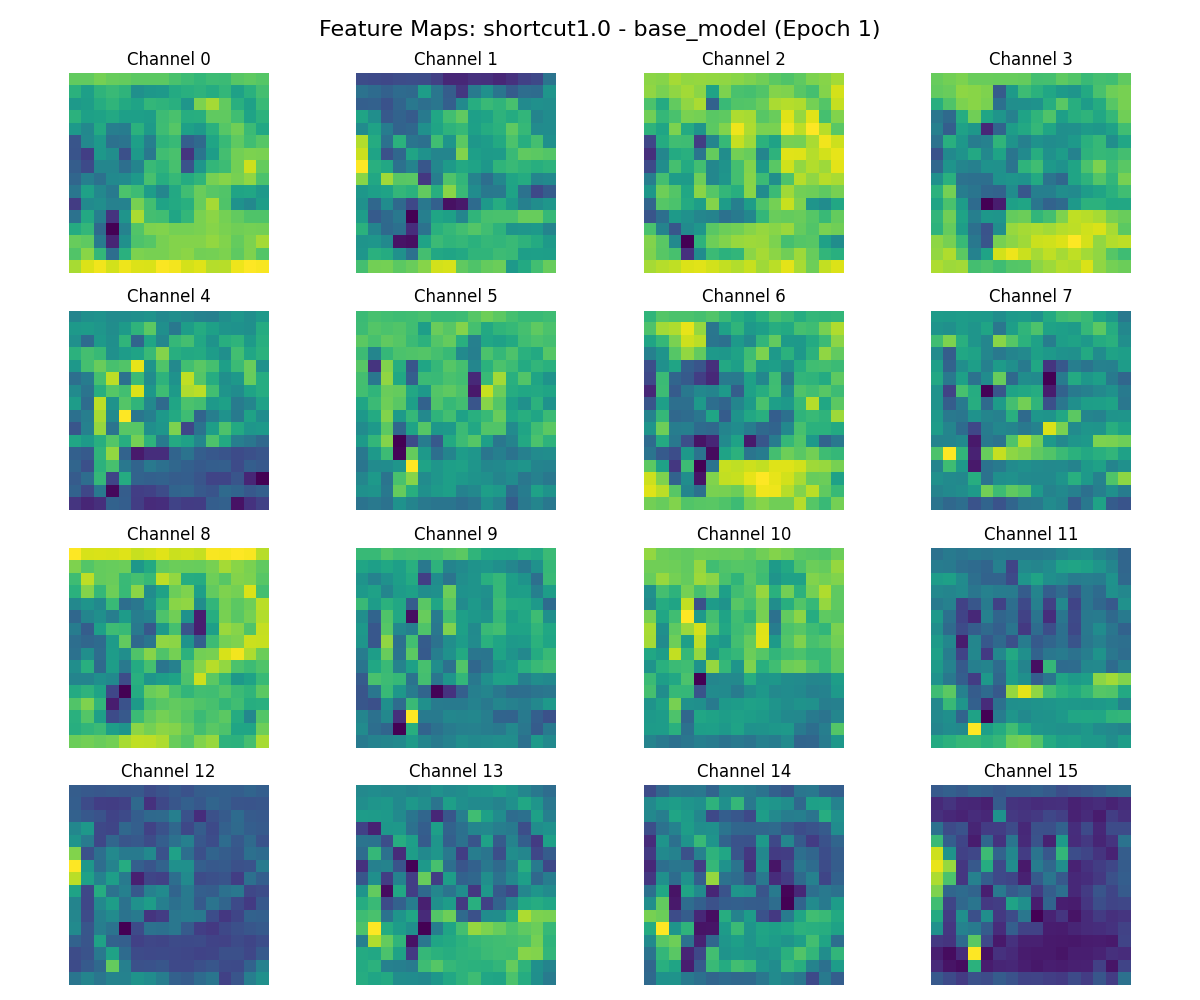 Feature Maps: shortcut1.0 - base_model (Epoch 1)
Channel 0
Channel 1
Channel 2
Channel 3
Channel 4
Channel 5
Channel 6
Channel 7
Channel 8
Channel 9
Channel 10
Channel 11
Channel 12
Channel 13
Channel 14
Channel 15